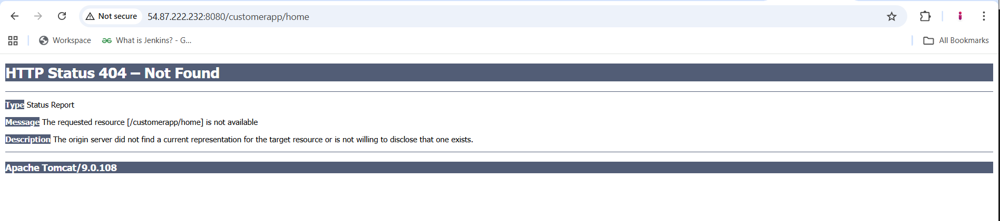 Not secure 54.87.222.232:8080/customerapp/home
Workspace What is Jenkins? - G... All Bookmarks
HTTP Status 404 – Not Found
Type Status Report
Message The requested resource [/customerapp/home] is not available
Description The origin server did not find a current representation for the target resource or is not willing to disclose that one exists.
Apache Tomcat/9.0.108